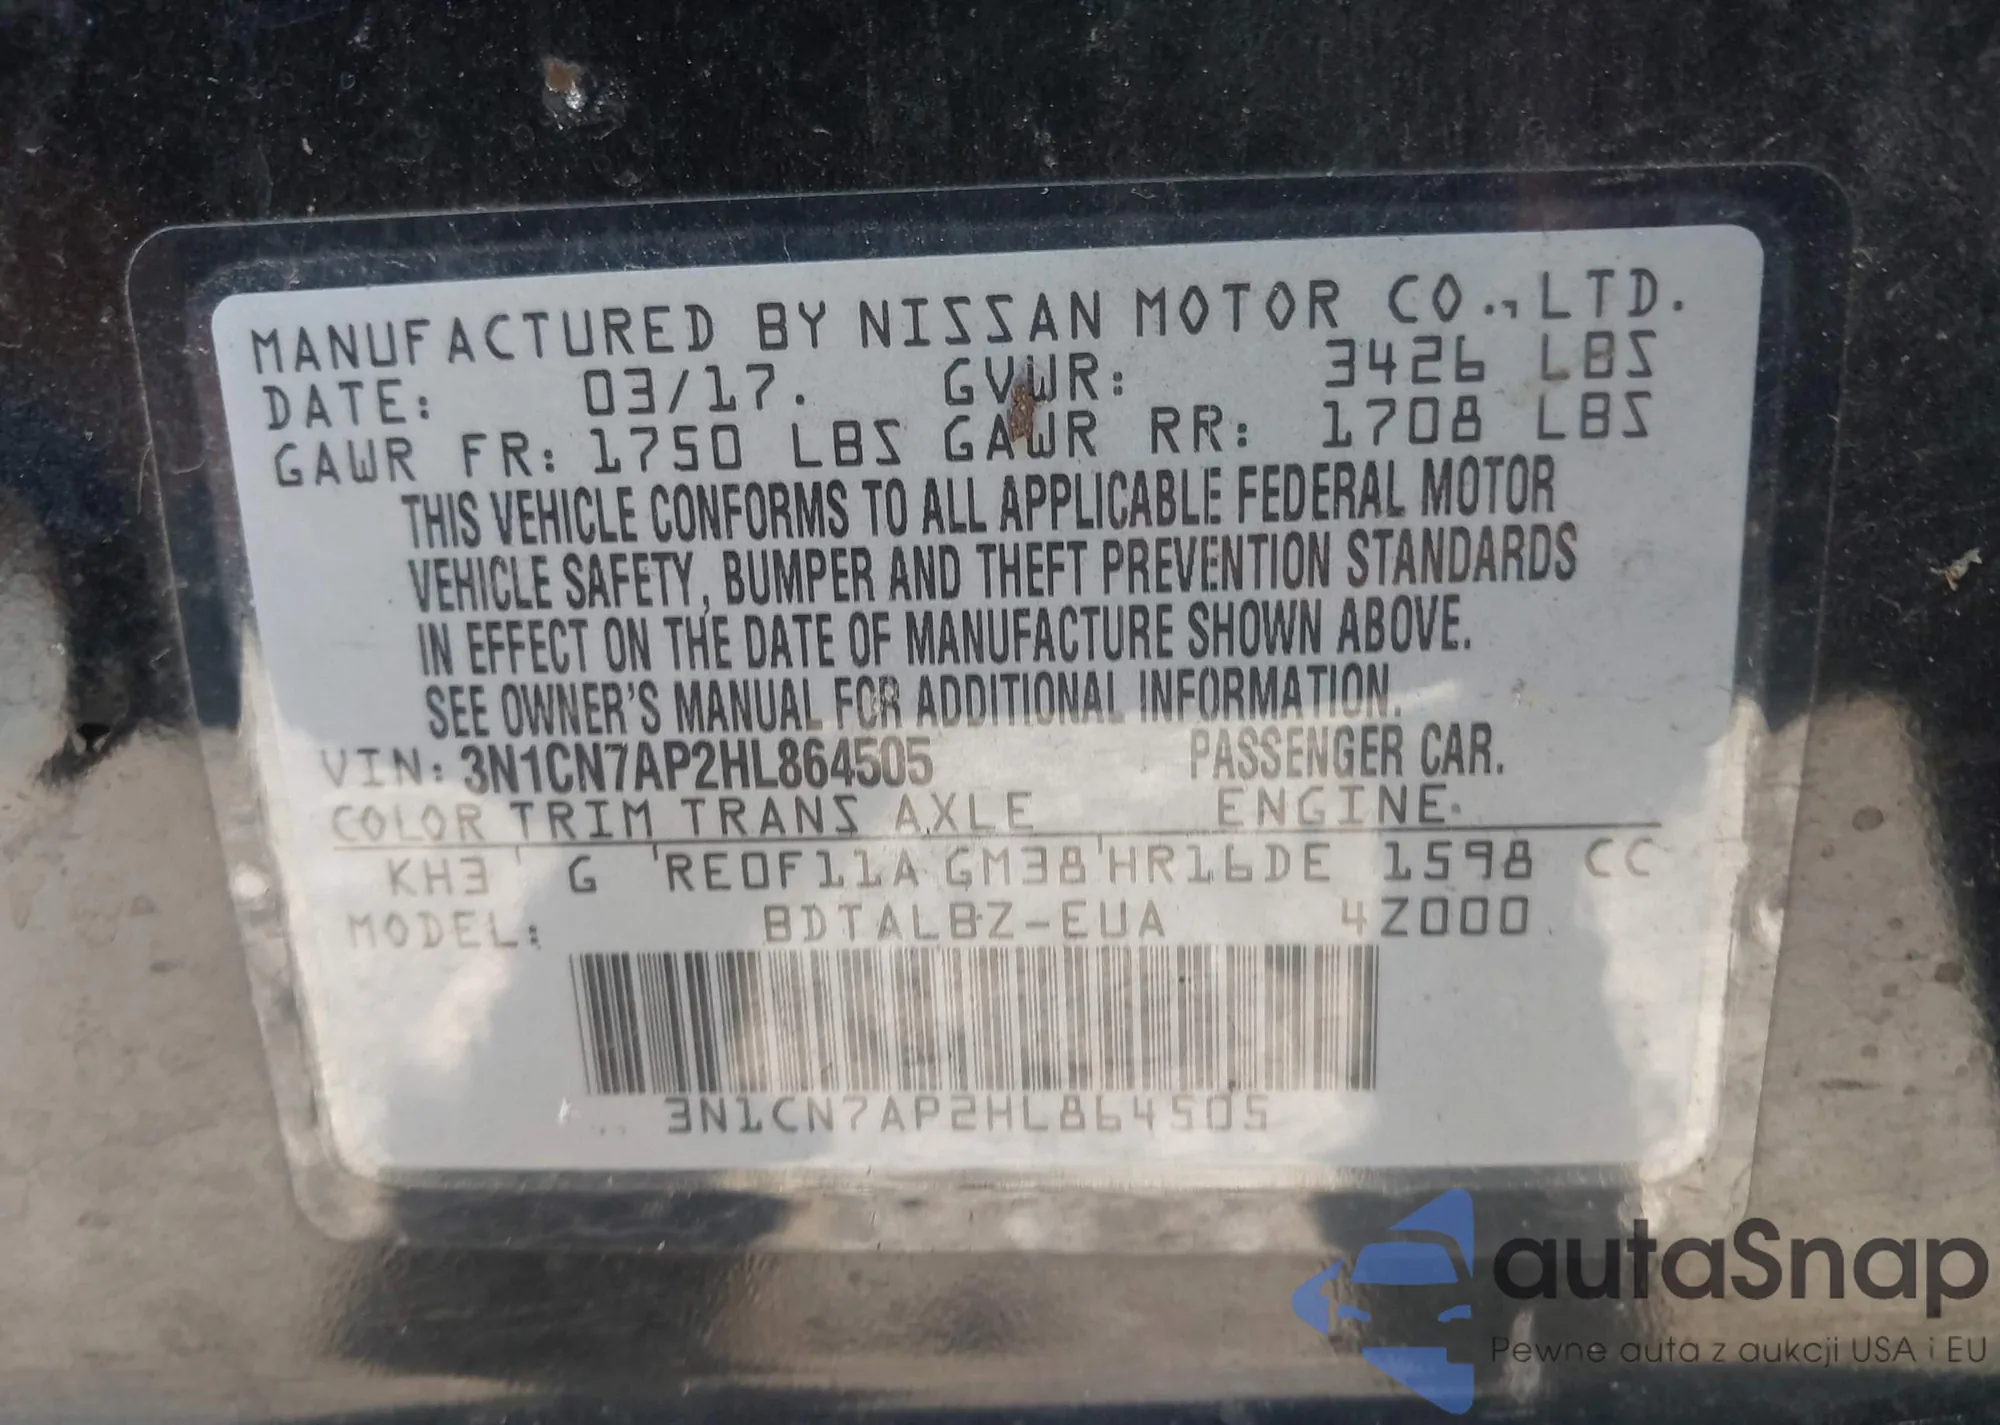 MANUFACTURED BY NISSAN MOTOR CO., LTD.
DATE: 03/17. GVWR: 3426 LBS
GAWR FR: 1750 LBS GAWR RR: 1708 LBS
THIS VEHICLE CONFORMS TO ALL APPLICABLE FEDERAL MOTOR
VEHICLE SAFETY, BUMPER AND THEFT PREVENTION STANDARDS
IN EFFECT ON THE DATE OF MANUFACTURE SHOWN ABOVE.
SEE OWNER'S MANUAL FOR ADDITIONAL INFORMATION.
VIN: 3N1CN7AP2HL864505 PASSENGER CAR.
COLOR TRIM TRANS AXLE ENGINE
KH3 G RE0F11A GM38 HR16DE 1598 CC
MODEL: BDTALBZ-EUA 4Z000
3N1CN7AP2HL864505
autaSnap
Pewne auta z aukcji USA i EU